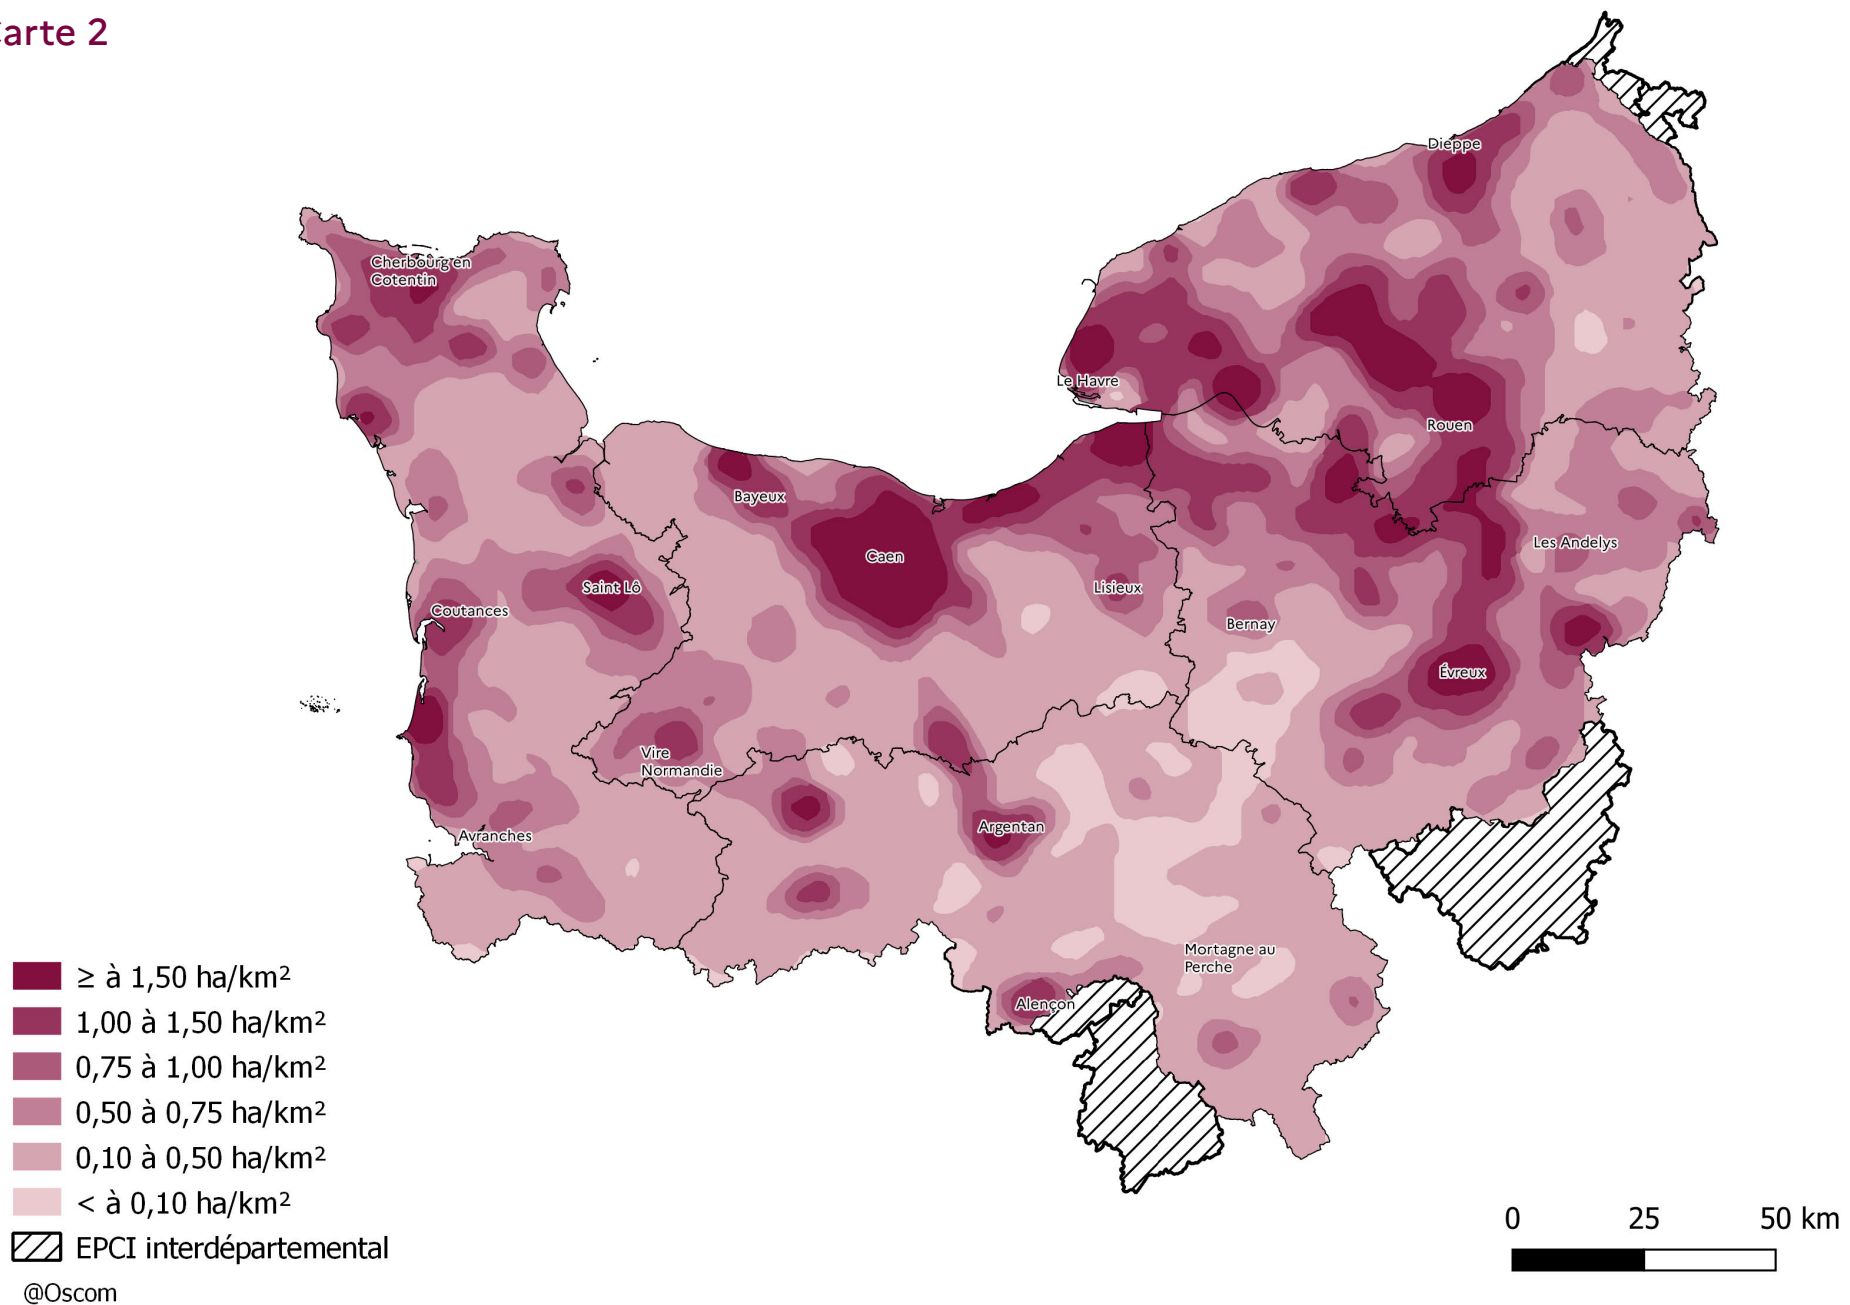 arte 2
Dieppe
Cherbourg en
Cotentin
Le Havre
Rouen
Bayeux
Caen
Les Andelys
Saint Lô
Lisieux
Coutances
Bernay
Évreux
Vire
Normandie
Argentan
Avranches
Mortagne au
Perche
Alençon
≥ à 1,50 ha/km²
1,00 à 1,50 ha/km²
0,75 à 1,00 ha/km²
0,50 à 0,75 ha/km²
0,10 à 0,50 ha/km²
< à 0,10 ha/km²
EPCI interdépartemental
@Oscom
0 25 50 km